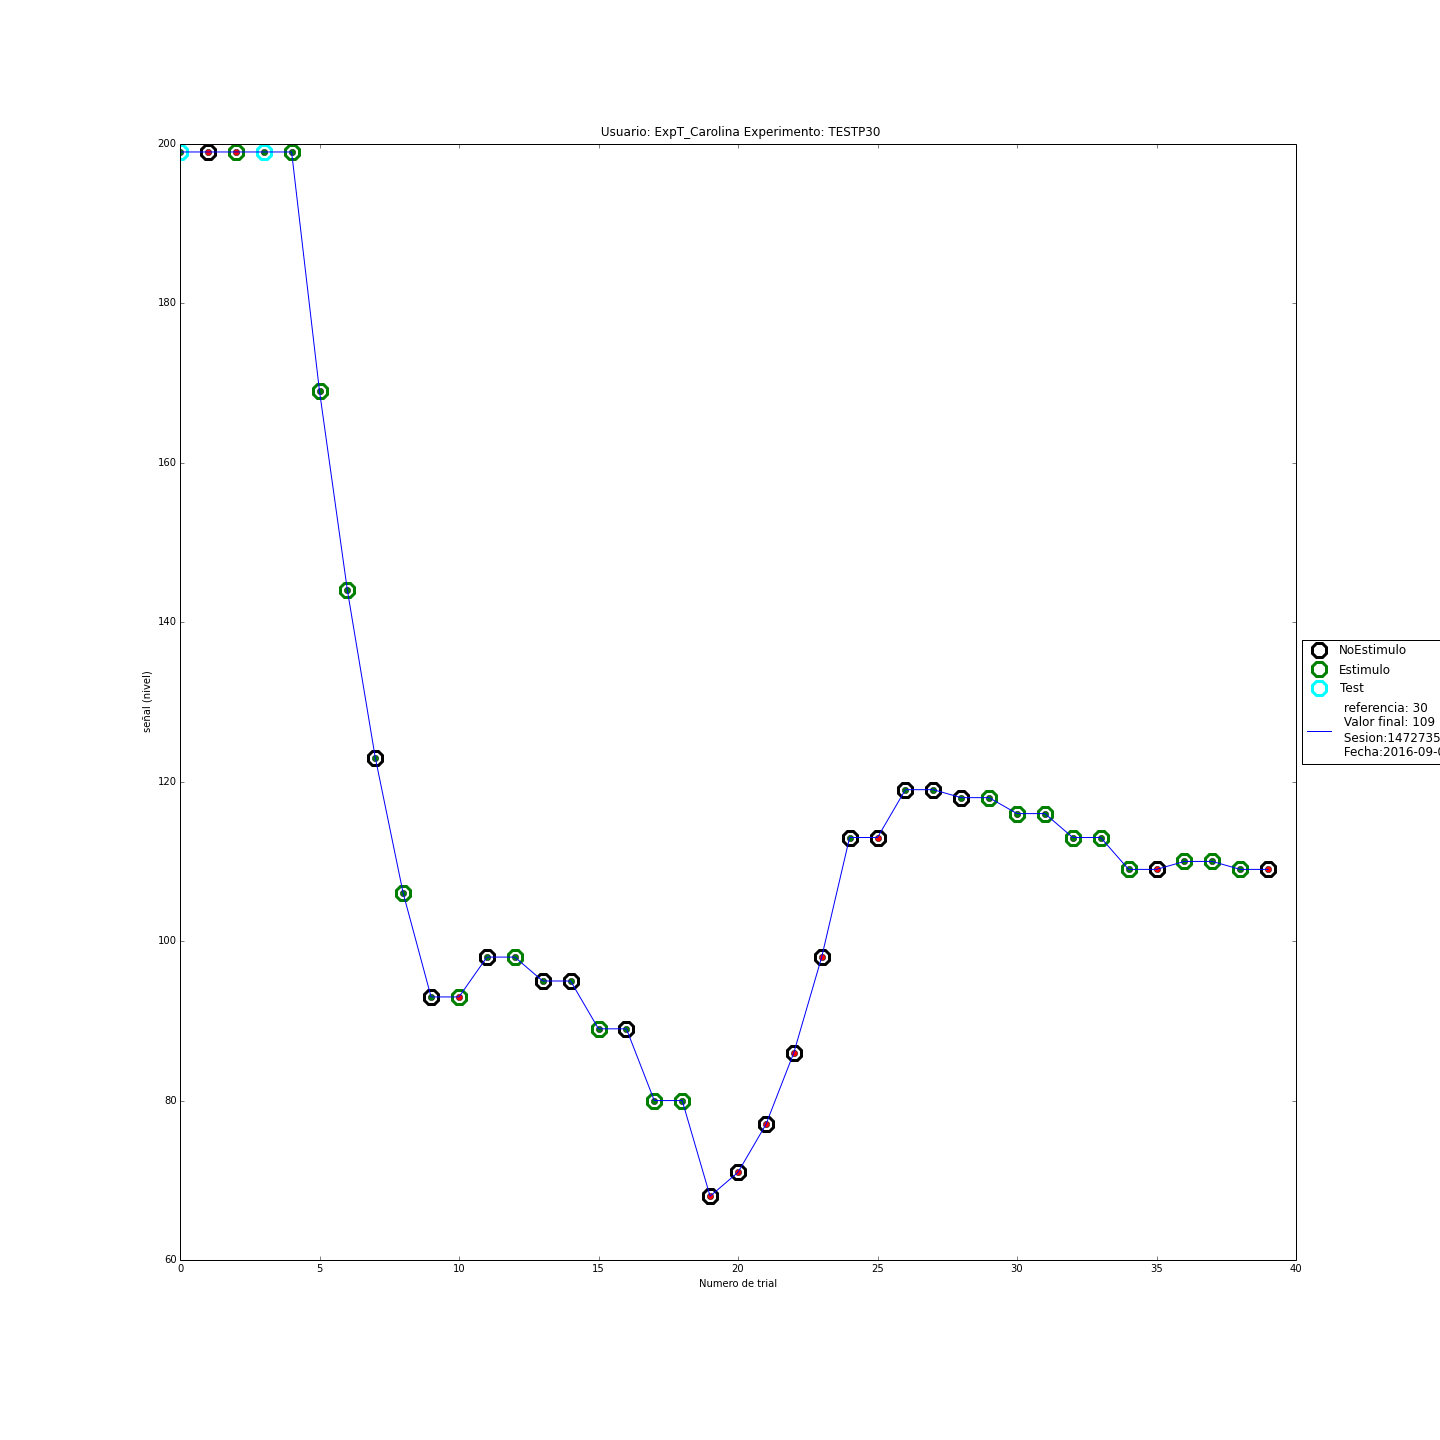 Usuario: ExpT_Carolina Experimento: TESTP30
200
180
160
140
120
100
80
60
señal (nivel)
0 5 10 15 20 25 30 35 40
Numero de trial
NoEstimulo
Estimulo
Test
referencia: 30
Valor final: 109
Sesion:1472735
Fecha:2016-09-0